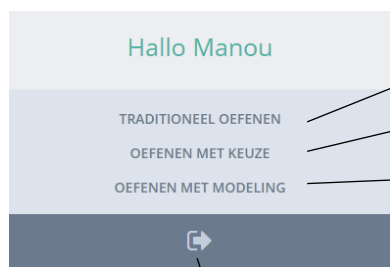 Hallo Manou
TRADITIONEEL OEFENEN
OEFENEN MET KEUZE
OEFENEN MET MODELING